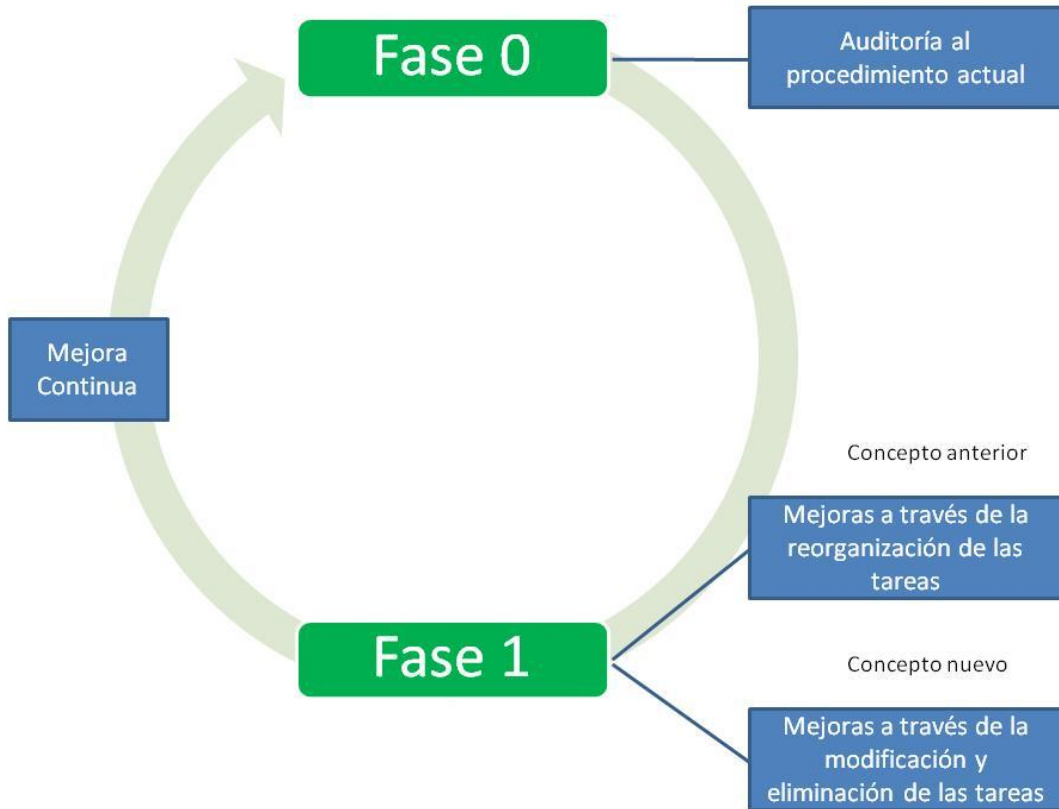 Fase 0
Auditoría al
procedimiento actual
Mejora
Continua
Concepto anterior
Mejoras a través de la
reorganización de las
tareas
Fase 1
Concepto nuevo
Mejoras a través de la
modificación y
eliminación de las tareas